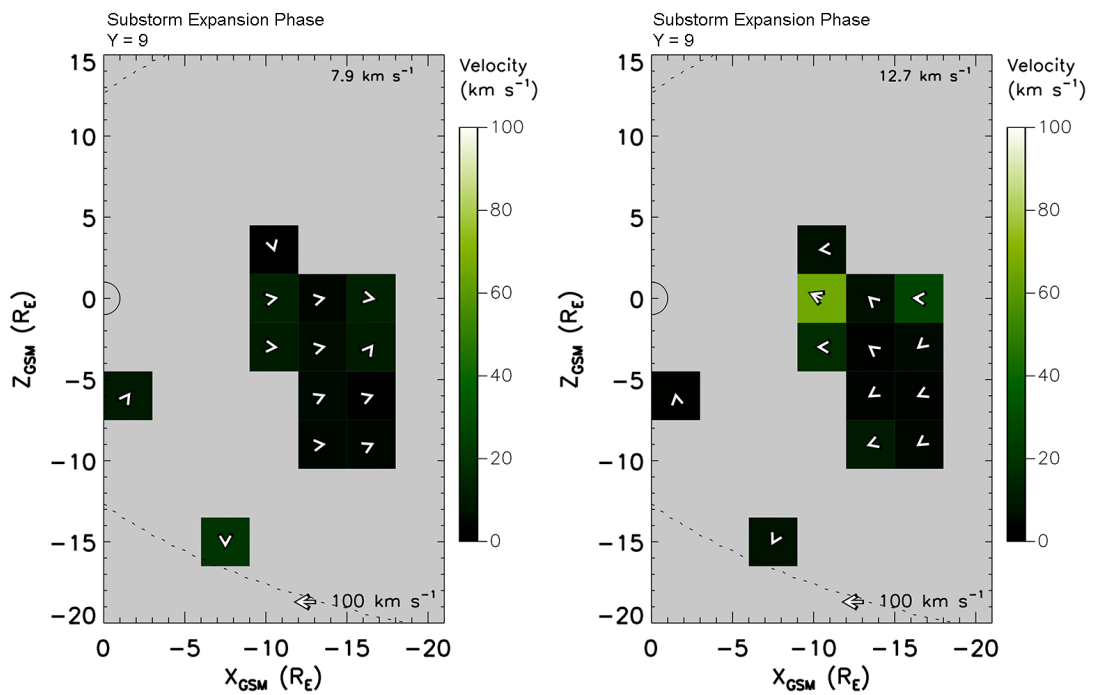 Substorm Expansion Phase
Y = 9
7.9 km s⁻¹
Velocity
(km s⁻¹)
15
10
5
0
−5
−10
−15
−20
Z_GSM (R_E)
100
80
60
40
20
0
100 km s⁻¹
0 −5 −10 −15 −20
X_GSM (R_E)
Substorm Expansion Phase
Y = 9
12.7 km s⁻¹
Velocity
(km s⁻¹)
15
10
5
0
−5
−10
−15
−20
Z_GSM (R_E)
100
80
60
40
20
0
100 km s⁻¹
0 −5 −10 −15 −20
X_GSM (R_E)